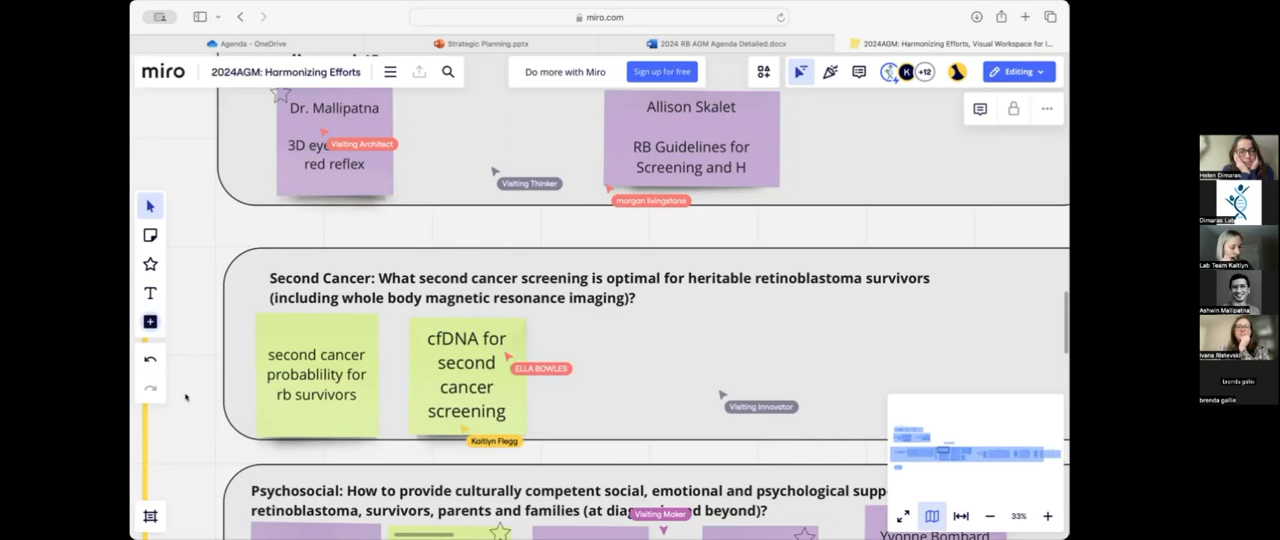 miro.com
Agenda - OneDrive
Strategic Planning.pptx
2024 RB AGM Agenda Detailed.docx
2024AGM: Harmonizing Efforts, Visual Workspace for I...
miro
2024AGM: Harmonizing Efforts
Do more with Miro
Sign up for free
K
+12
Editing
Dr. Mallipatna
3D eye
red reflex
Visiting Architect
Visiting Thinker
Allison Skalet
RB Guidelines for
Screening and H
morgan livingstone
Second Cancer: What second cancer screening is optimal for heritable retinoblastoma survivors
(including whole body magnetic resonance imaging)?
second cancer
probablility for
rb survivors
cfDNA for
second
cancer
screening
ELLA BOWLES
Kaitlyn Flegg
Visiting Innovator
Psychosocial: How to provide culturally competent social, emotional and psychological supp
retinoblastoma, survivors, parents and families (at diag nd beyond)?
Visiting Maker
Yvonne Bombard
33%
Helen Dimaras
Dimaras Lab
Lab Team Kaitlyn
Ashwin Mallipatna
Ivana Ristevski
brenda gallie
brenda gallie